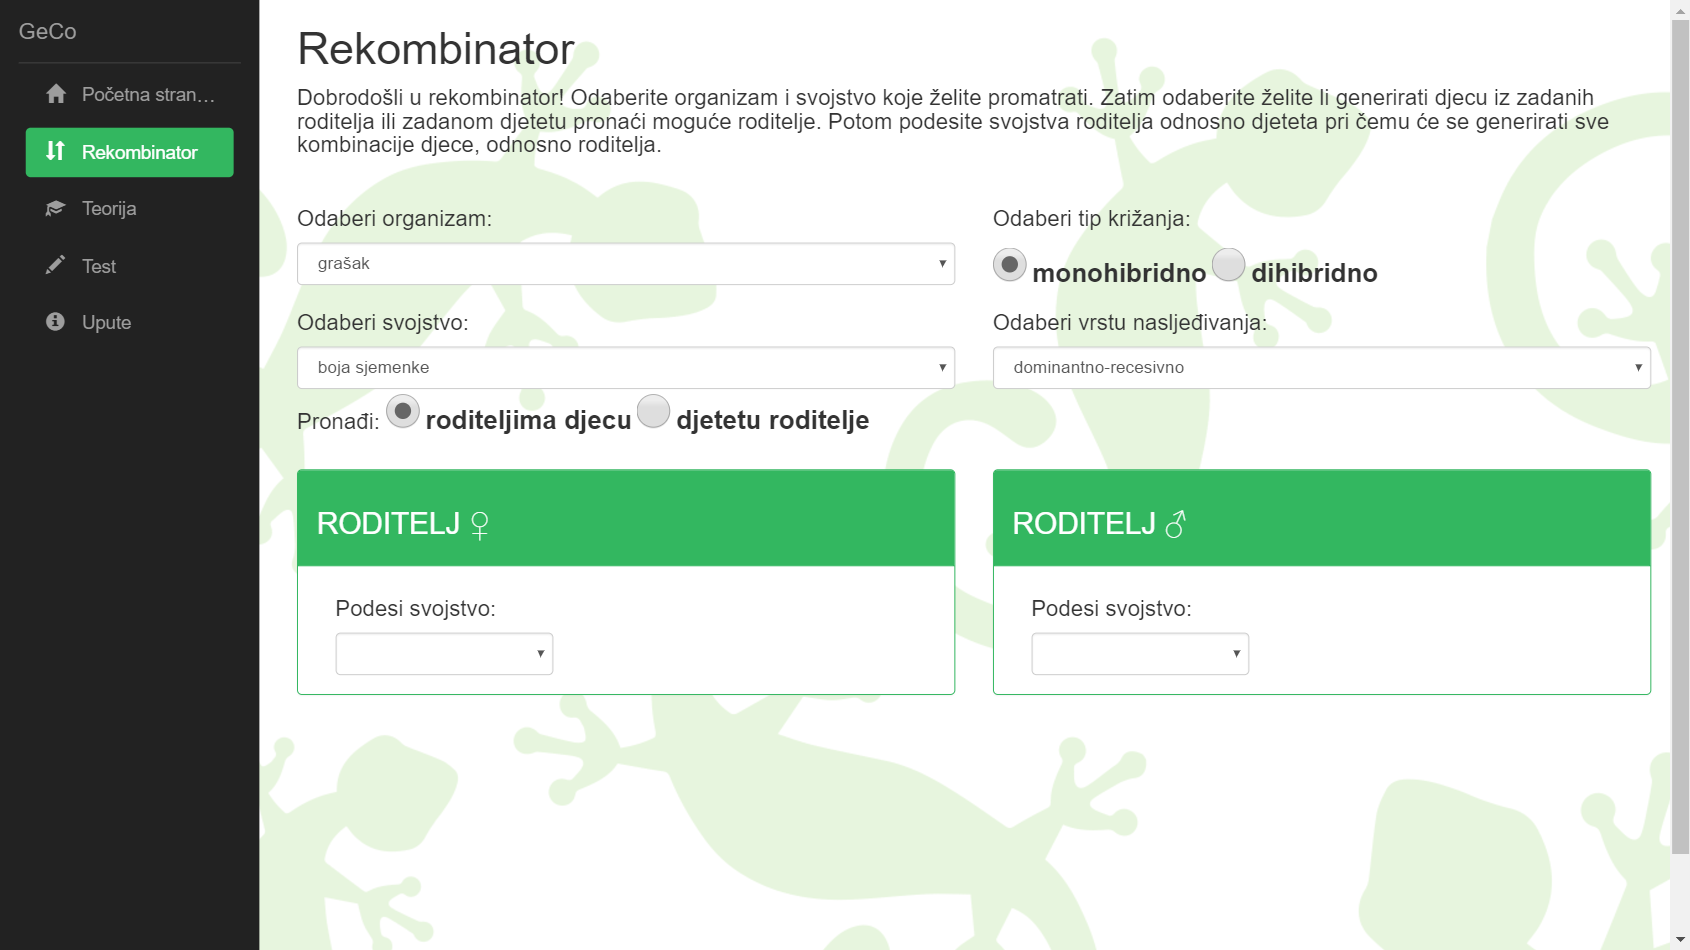 GeCo
Početna stran...
Rekombinator
Teorija
Test
Upute
Rekombinator
Dobrodošli u rekombinator! Odaberite organizam i svojstvo koje želite promatrati. Zatim odaberite želite li generirati djecu iz zadanih
roditelja ili zadanom djetetu pronaći moguće roditelje. Potom podesite svojstva roditelja odnosno djeteta pri čemu će se generirati sve
kombinacije djece, odnosno roditelja.
Odaberi organizam:
grašak
Odaberi tip križanja:
monohibridno dihibridno
Odaberi svojstvo:
boja sjemenke
Odaberi vrstu nasljeđivanja:
dominantno-recesivno
Pronađi: roditeljima djecu djetetu roditelje
RODITELJ ♀
Podesi svojstvo:
RODITELJ ♂
Podesi svojstvo: